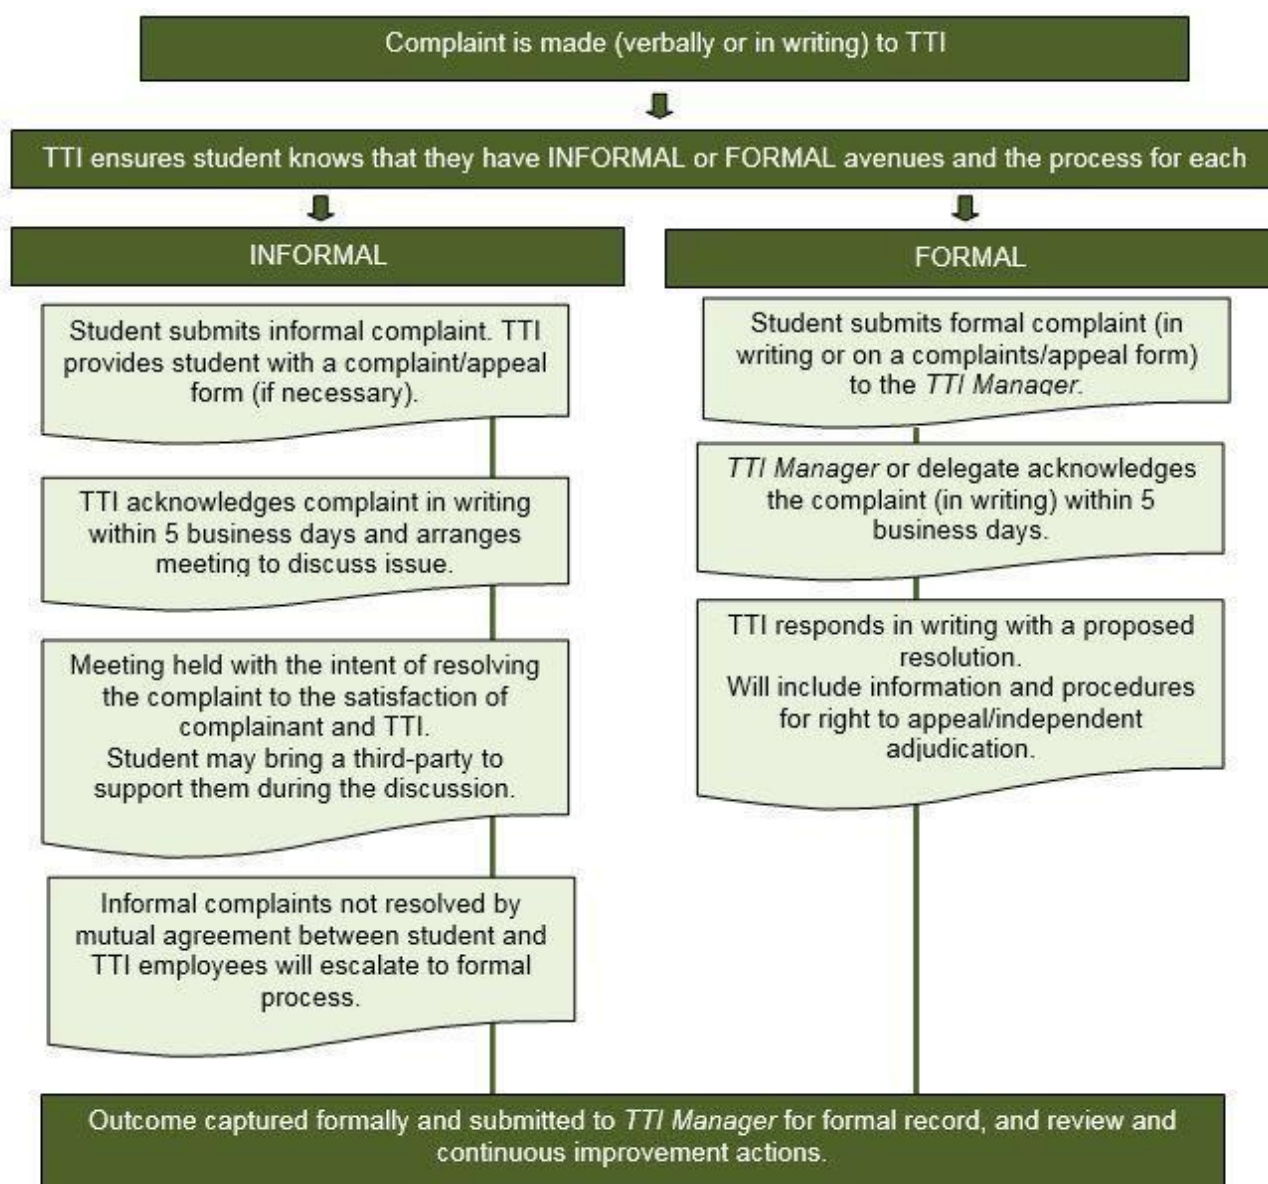 Complaint is made (verbally or in writing) to TTI
TTI ensures student knows that they have INFORMAL or FORMAL avenues and the process for each
INFORMAL
Student submits informal complaint. TTI
provides student with a complaint/appeal
form (if necessary).
TTI acknowledges complaint in writing
within 5 business days and arranges
meeting to discuss issue.
Meeting held with the intent of resolving
the complaint to the satisfaction of
complainant and TTI.
Student may bring a third-party to
support them during the discussion.
Informal complaints not resolved by
mutual agreement between student and
TTI employees will escalate to formal
process.
FORMAL
Student submits formal complaint (in
writing or on a complaints/appeal form)
to the TTI Manager.
TTI Manager or delegate acknowledges
the complaint (in writing) within 5
business days.
TTI responds in writing with a proposed
resolution.
Will include information and procedures
for right to appeal/independent
adjudication.
Outcome captured formally and submitted to TTI Manager for formal record, and review and
continuous improvement actions.